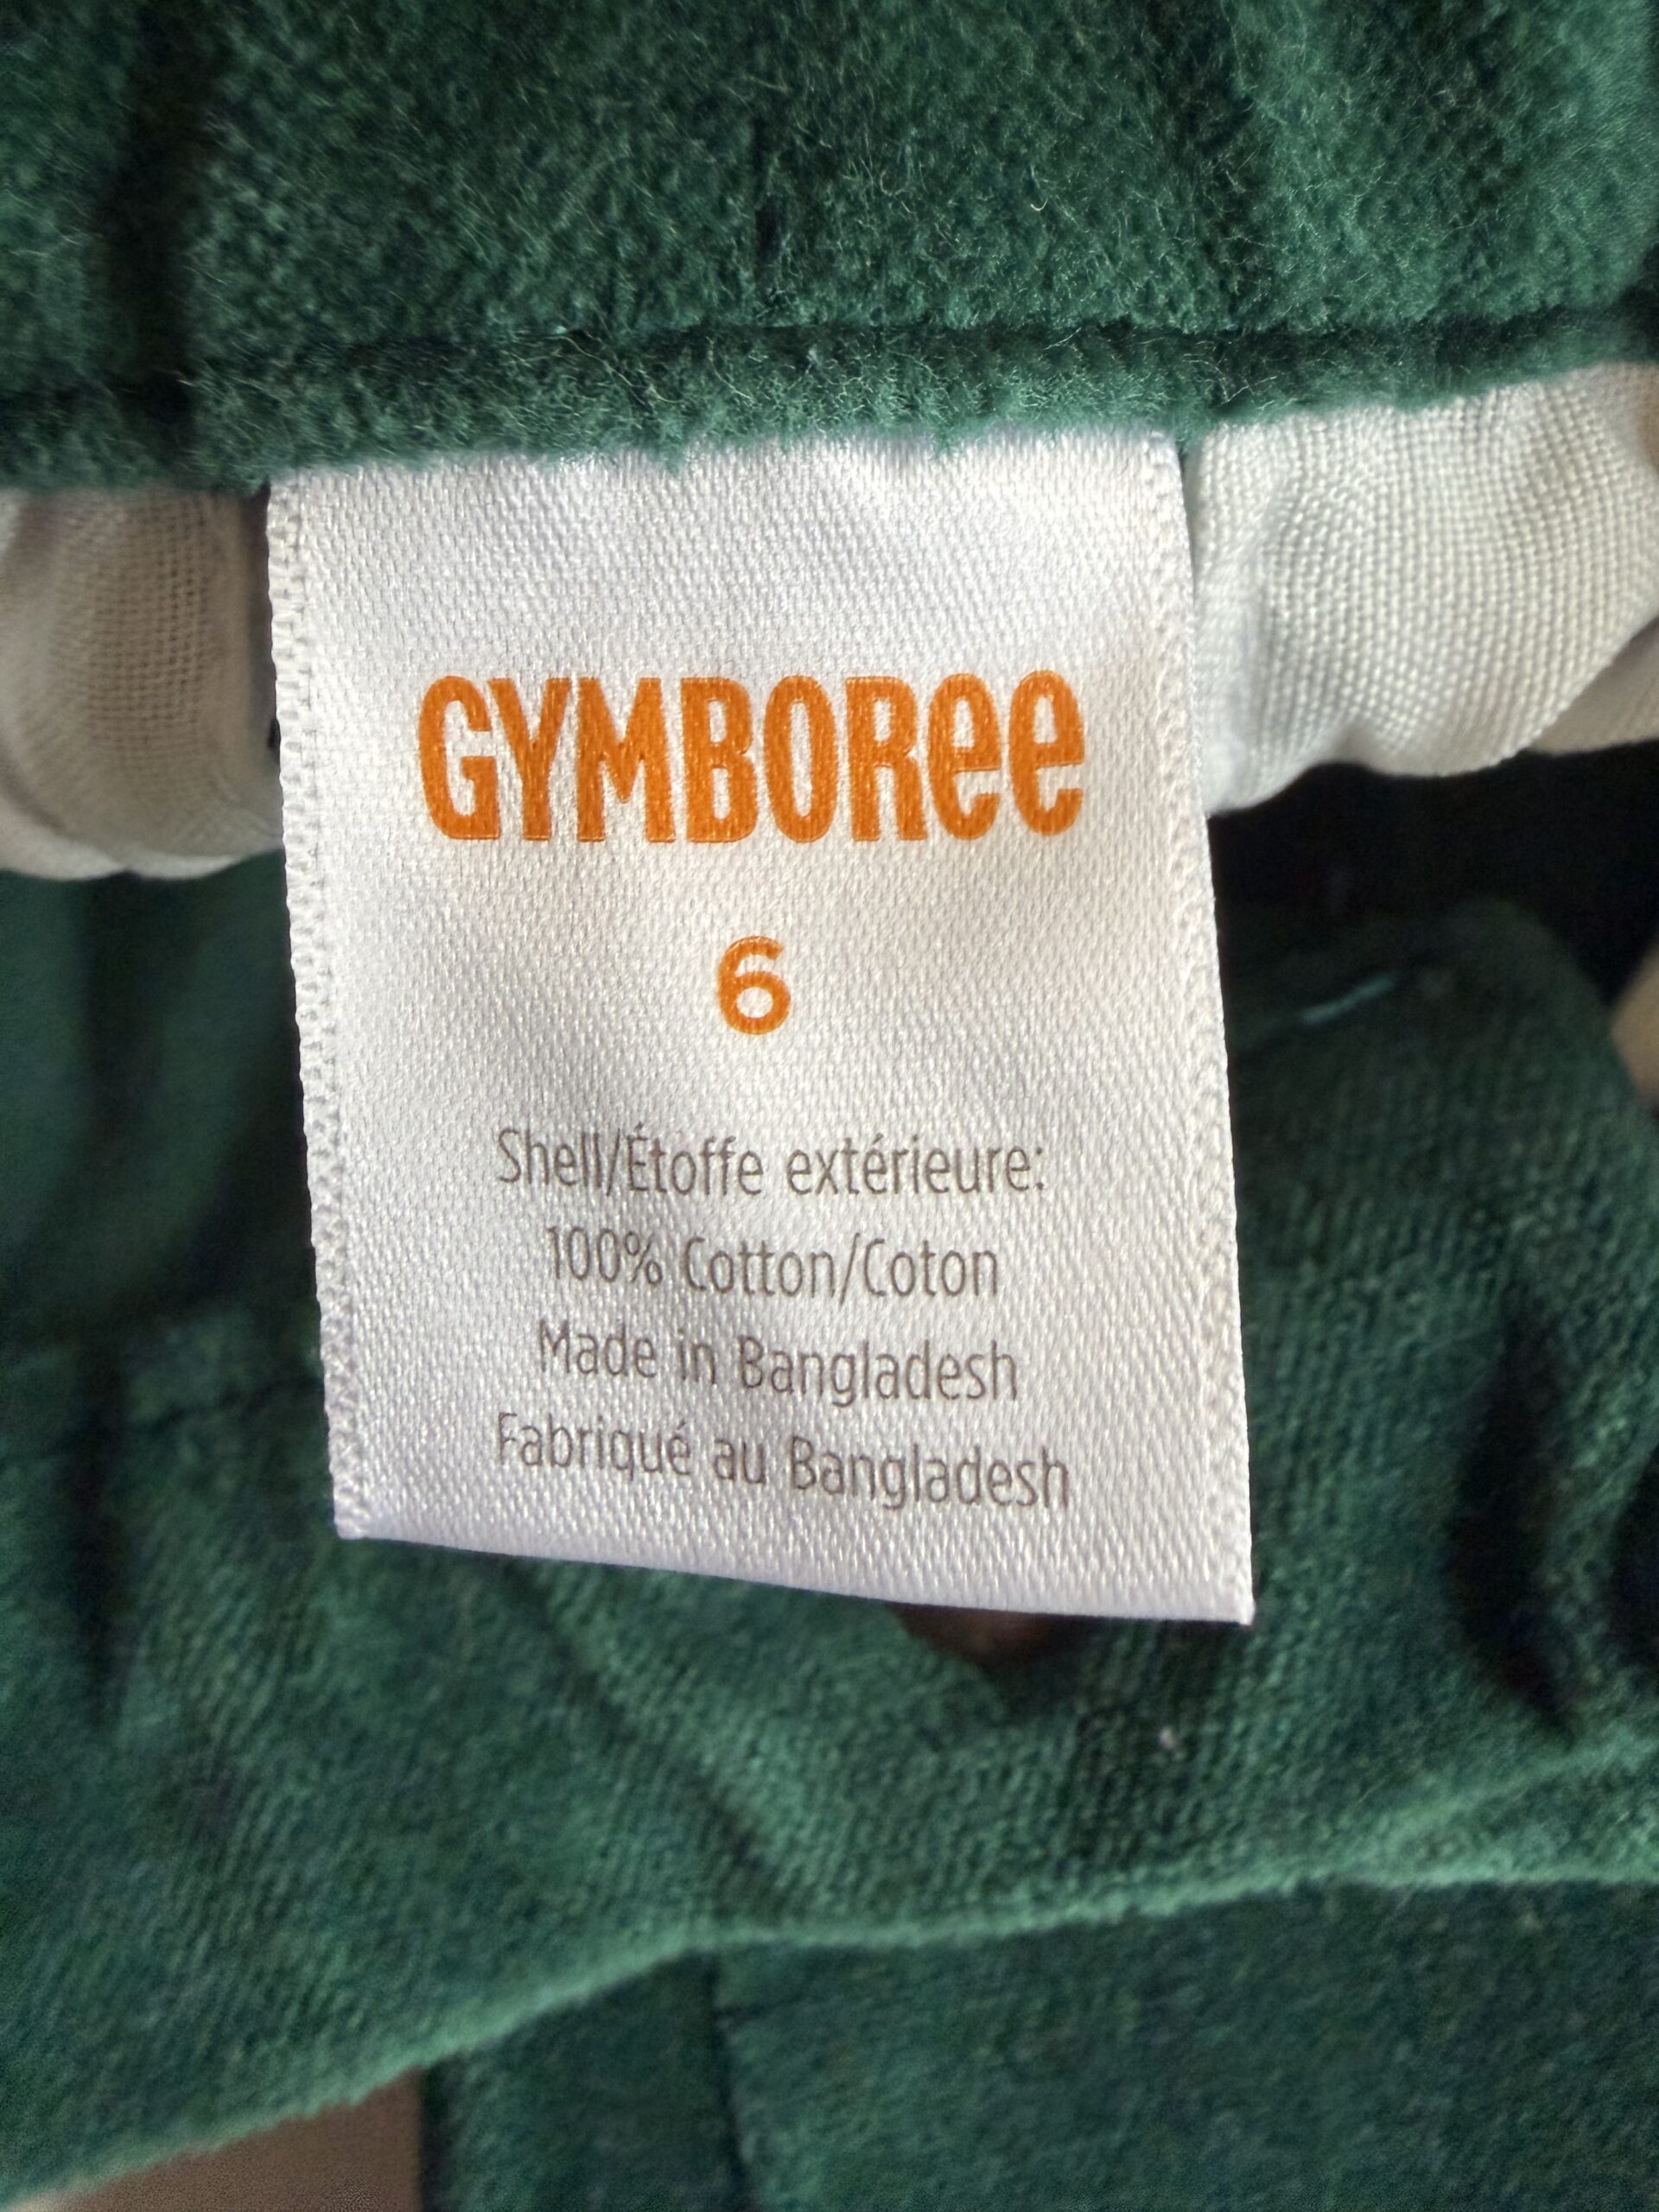 GYMBOREE
6
Shell/Étoffe extérieure:
100% Cotton/Coton
Made in Bangladesh
Fabriqué au Bangladesh